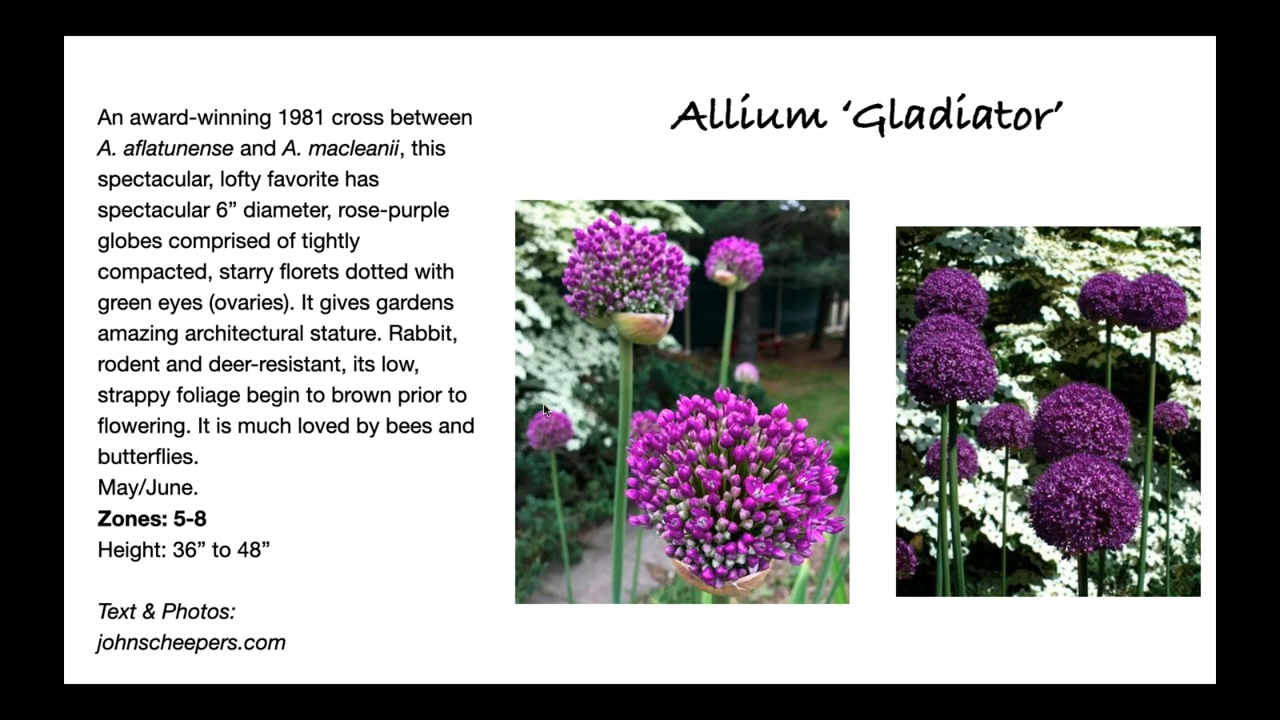 Allium ‘Gladiator’
An award-winning 1981 cross between
A. aflatunense and A. macleanii, this
spectacular, lofty favorite has
spectacular 6” diameter, rose-purple
globes comprised of tightly
compacted, starry florets dotted with
green eyes (ovaries). It gives gardens
amazing architectural stature. Rabbit,
rodent and deer-resistant, its low,
strappy foliage begin to brown prior to
flowering. It is much loved by bees and
butterflies.
May/June.
Zones: 5-8
Height: 36” to 48”
Text & Photos:
johnscheepers.com